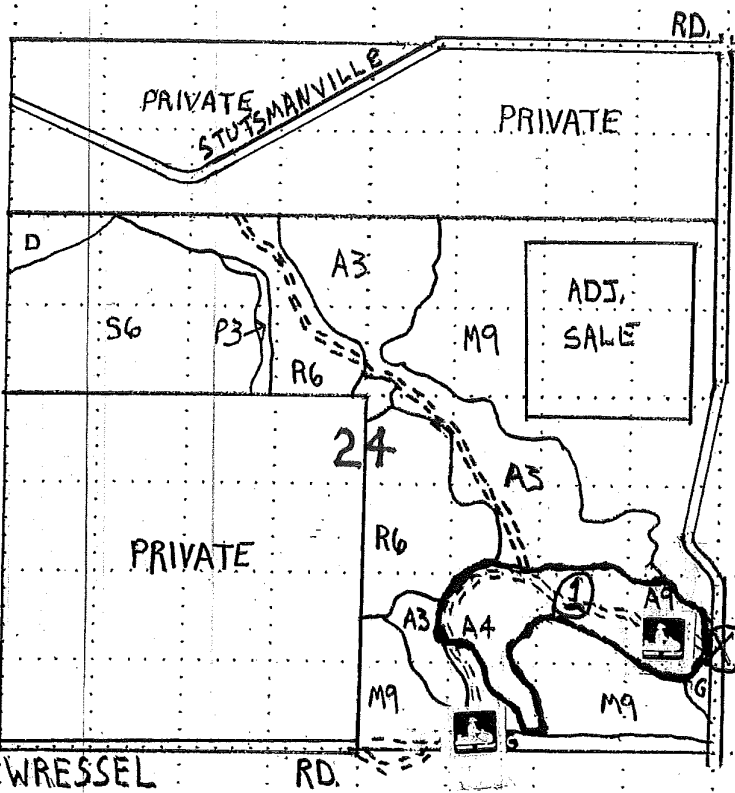 RD.
PRIVATE
STUTSMANVILLE
PRIVATE
D
A3
ADJ.
SALE
S6
P3
M9
R6
24
A3
PRIVATE
R6
1
A9
A3
A4
M9
G
M9
G
WRESSEL RD.